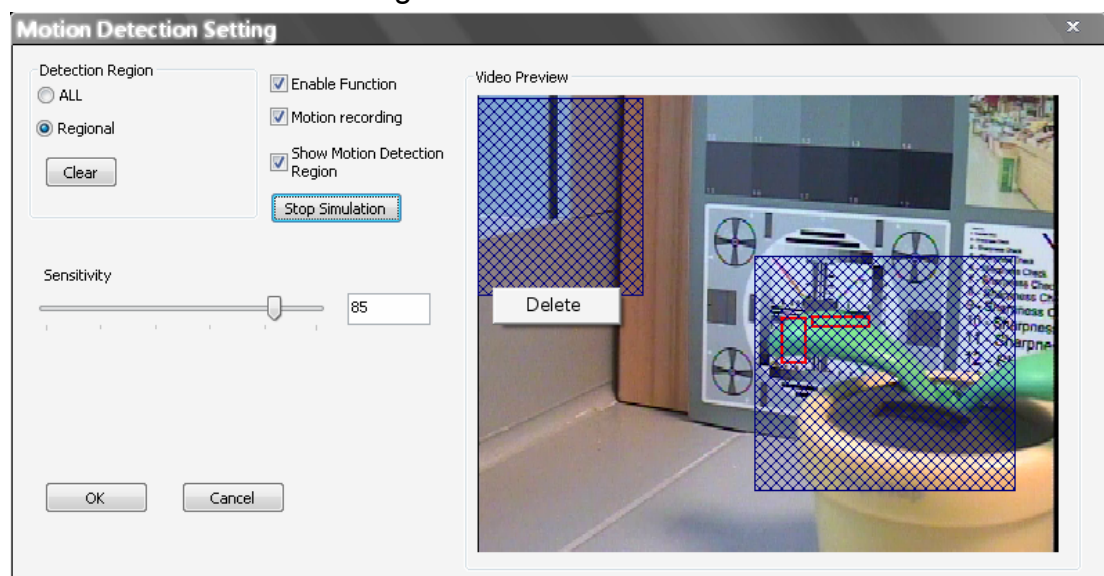 Motion Detection Setting
Detection Region
ALL
Regional
Clear
Enable Function
Motion recording
Show Motion Detection
Region
Stop Simulation
Sensitivity
85
OK
Cancel
Video Preview
Delete